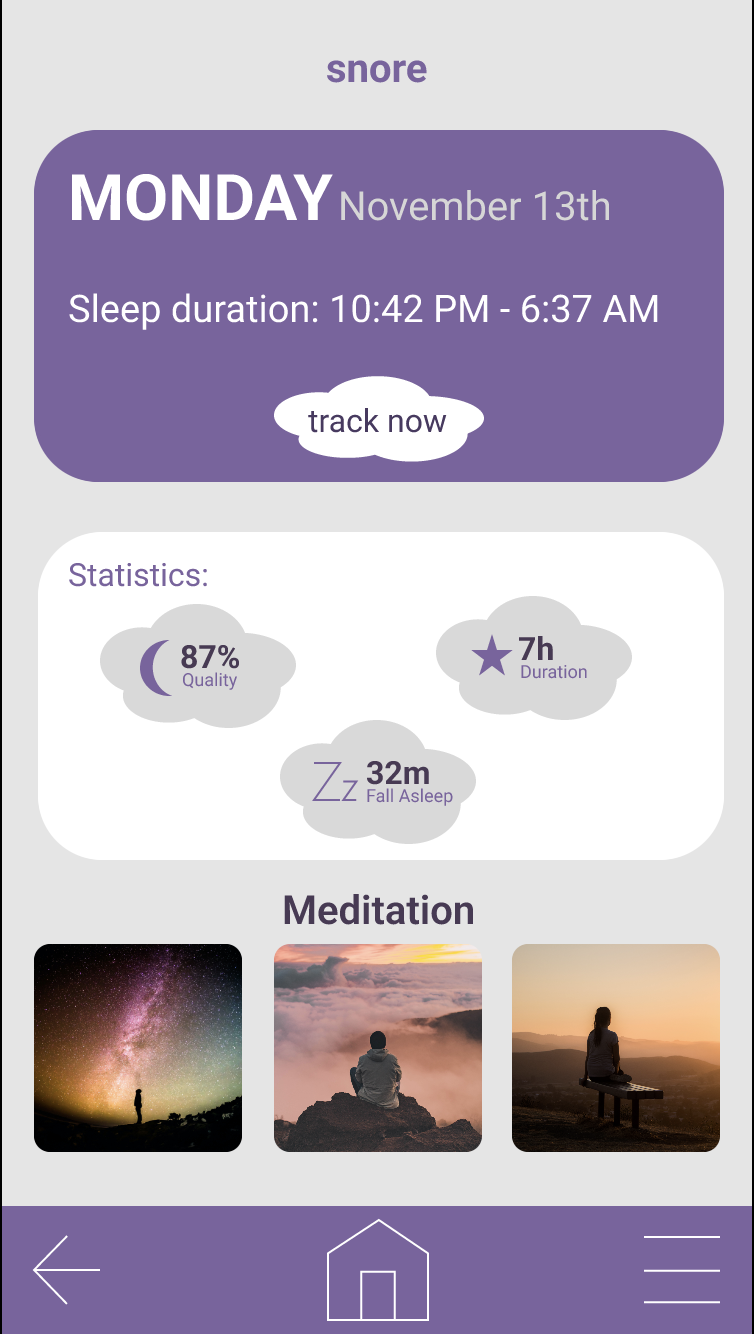 snore
MONDAY November 13th
Sleep duration: 10:42 PM - 6:37 AM
track now
Statistics:
87%
Quality
7h
Duration
Zz
32m
Fall Asleep
Meditation